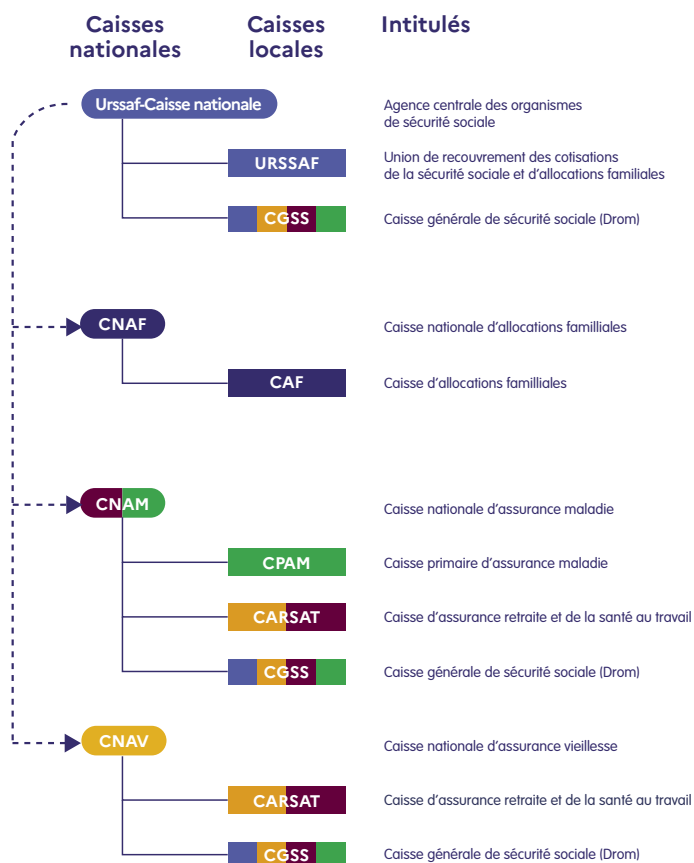 Caisses
nationales
Caisses
locales
Intitulés
Urssaf-Caisse nationale
Agence centrale des organismes
de sécurité sociale
URSSAF
Union de recouvrement des cotisations
de la sécurité sociale et d'allocations familiales
CGSS
Caisse générale de sécurité sociale (Drom)
CNAF
Caisse nationale d'allocations familliales
CAF
Caisse d'allocations familliales
CNAM
Caisse nationale d'assurance maladie
CPAM
Caisse primaire d'assurance maladie
CARSAT
Caisse d'assurance retraite et de la santé au travail
CGSS
Caisse générale de sécurité sociale (Drom)
CNAV
Caisse nationale d'assurance vieillesse
CARSAT
Caisse d'assurance retraite et de la santé au travail
CGSS
Caisse générale de sécurité sociale (Drom)